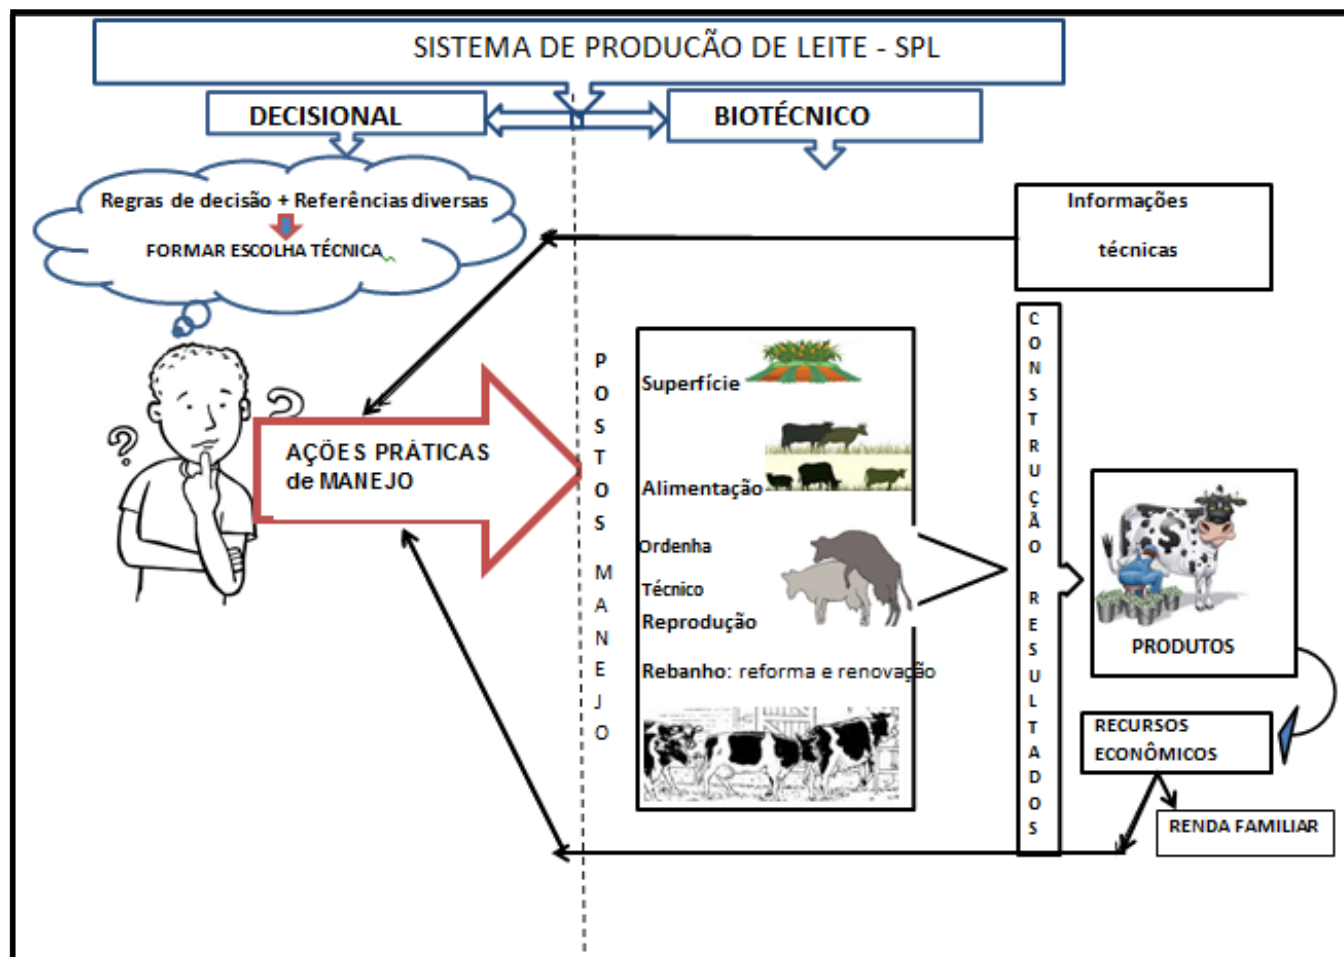 SISTEMA DE PRODUCÃO DE LEITE - SPL
DECISIONAL
BIOTÉCNICO
Regras de decisão + Referências diversas
FORMAR ESCOLHA TÉCNICA
Informações
técnicas
? ?
AÇÕES PRÁTICAS
de MANEJO
POSTOS MANEJO
Superfície
Alimentação
Ordenha
Técnico
Reprodução
Rebanho: reforma e renovação
CONSTRUÇÃO RESULTADOS
$
PRODUTOS
RECURSOS
ECONÔMICOS
RENDA FAMILIAR